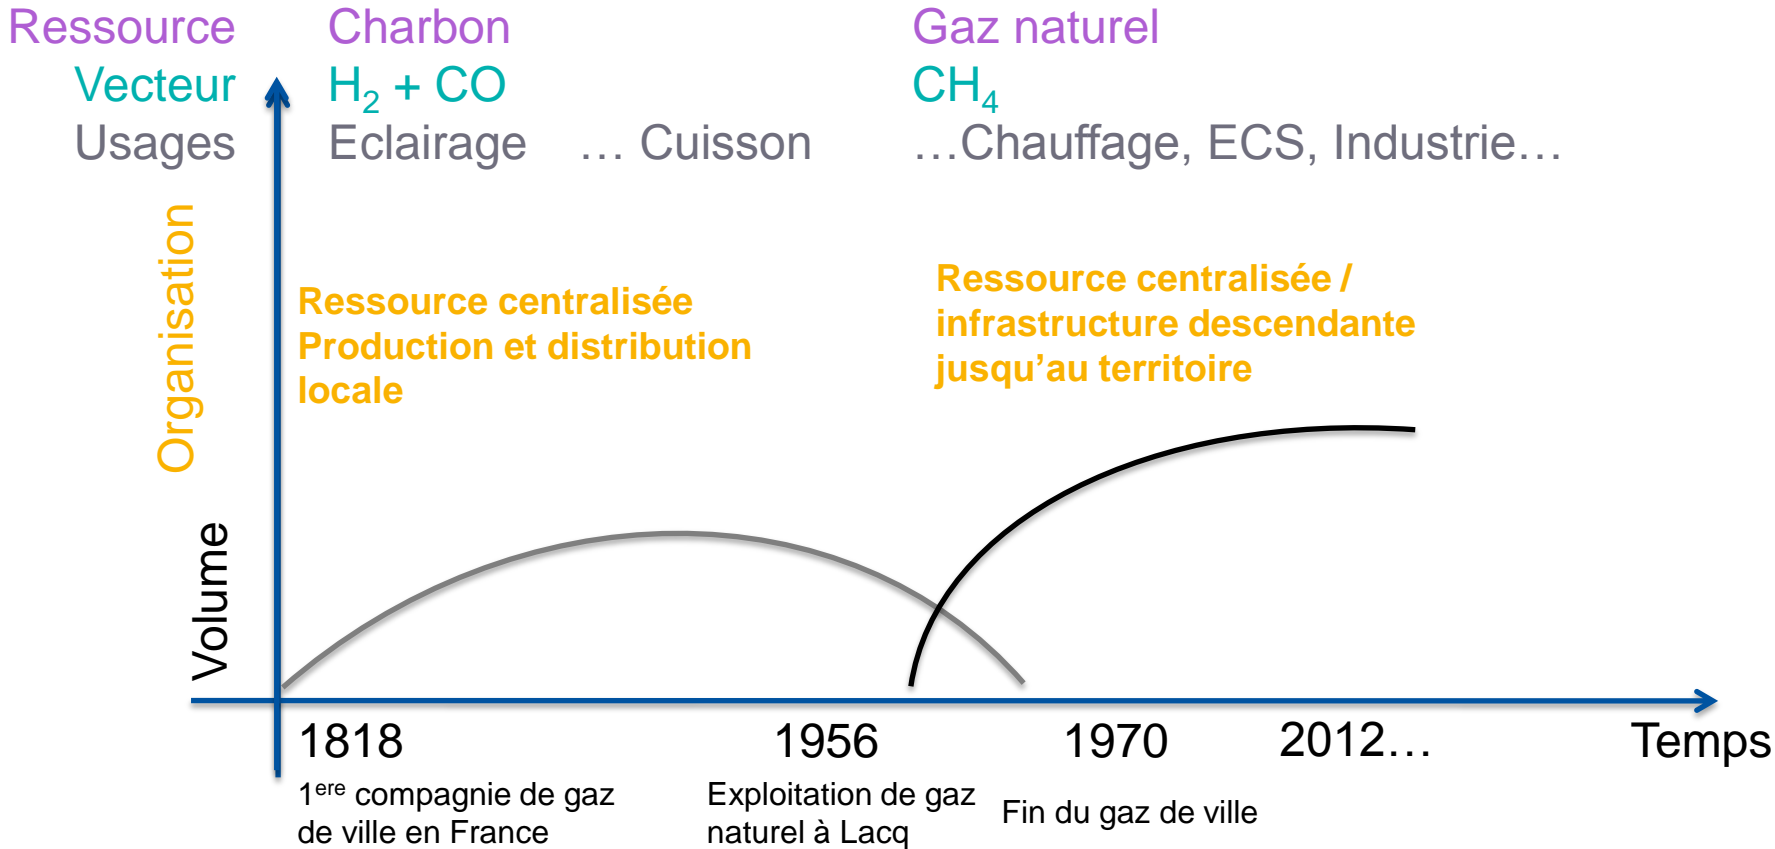 Ressource Charbon Gaz naturel
Vecteur H₂ + CO CH₄
Usages Eclairage … Cuisson …Chauffage, ECS, Industrie…
Organisation
Ressource centralisée
Production et distribution
locale
Ressource centralisée /
infrastructure descendante
jusqu’au territoire
Volume
1818 1956 1970 2012… Temps
1ere compagnie de gaz
de ville en France
Exploitation de gaz
naturel à Lacq
Fin du gaz de ville